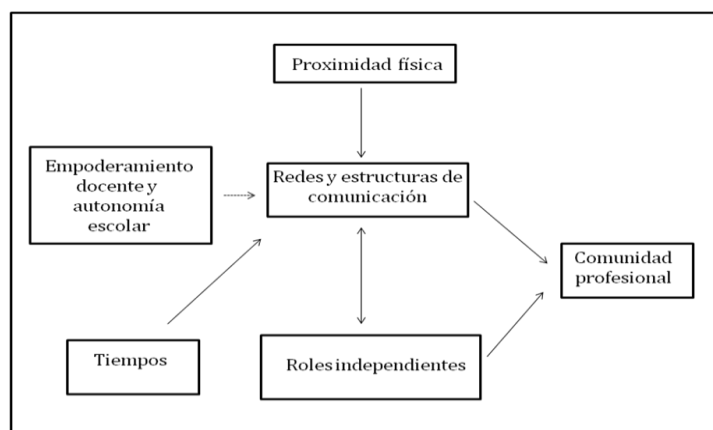 Proximidad física
Empoderamiento
docente y
autonomía
escolar
Redes y estructuras de
comunicación
Comunidad
profesional
Tiempos
Roles independientes